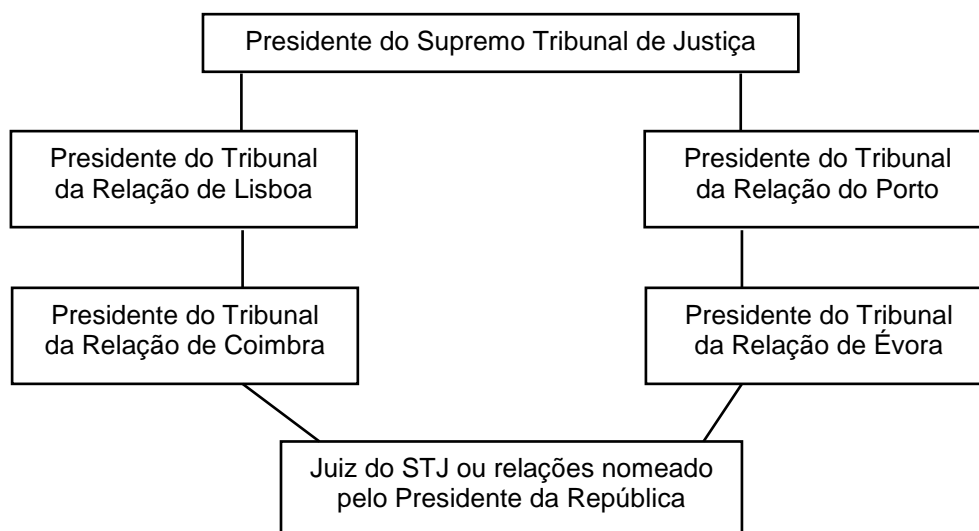 Presidente do Supremo Tribunal de Justiça
Presidente do Tribunal
da Relação de Lisboa
Presidente do Tribunal
da Relação do Porto
Presidente do Tribunal
da Relação de Coimbra
Presidente do Tribunal
da Relação de Évora
Juiz do STJ ou relações nomeado
pelo Presidente da República